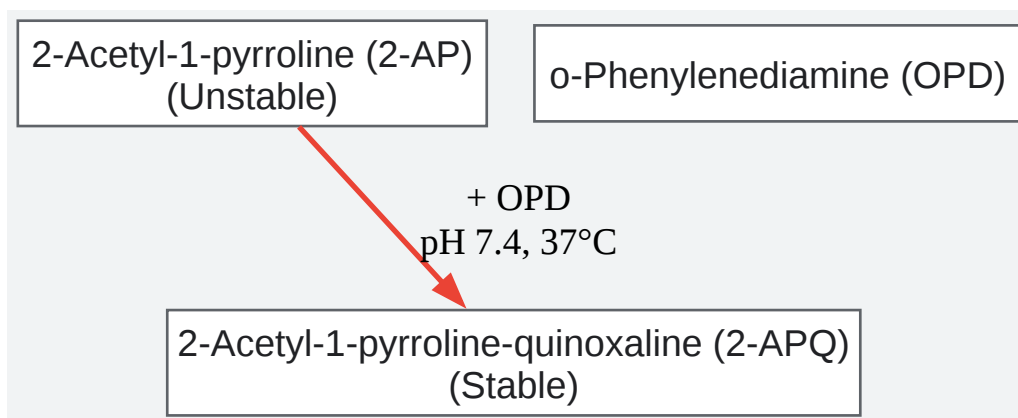 2-Acetyl-1-pyrroline (2-AP)
(Unstable)
o-Phenylenediamine (OPD)
+ OPD
pH 7.4, 37°C
2-Acetyl-1-pyrroline-quinoxaline (2-APQ)
(Stable)